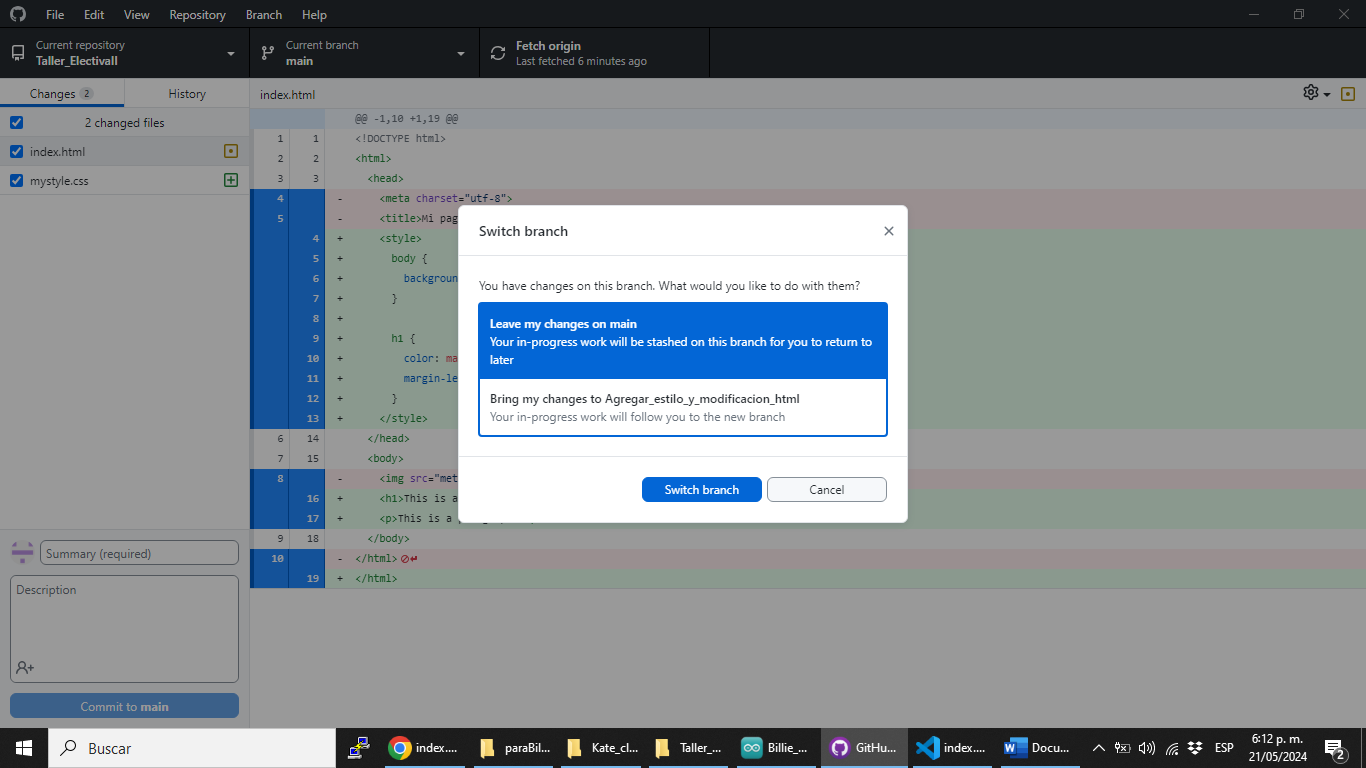 File Edit View Repository Branch Help
Current repository
Taller_ElectivaII
Current branch
main
Fetch origin
Last fetched 6 minutes ago
Changes 2 History
2 changed files
index.html
mystyle.css
index.html
@@ -1,10 +1,19 @@
1 1 <!DOCTYPE html>
2 2 <html>
3 3 <head>
4 - <meta charset="utf-8">
5 - <title>Mi pag
4 + <style>
5 + body {
6 + background
7 + }
8 +
9 + h1 {
10 + color: ma
11 + margin-le
12 + }
13 + </style>
6 14 </head>
7 15 <body>
8 - <img src="met
16 + <h1>This is a
17 + <p>This is a
9 18 </body>
10 - </html>
19 + </html>
Switch branch
You have changes on this branch. What would you like to do with them?
Leave my changes on main
Your in-progress work will be stashed on this branch for you to return to
later
Bring my changes to Agregar_estilo_y_modificacion_html
Your in-progress work will follow you to the new branch
Switch branch Cancel
Summary (required)
Description
Commit to main
Buscar
index....
paraBil...
Kate_cl...
Taller_...
Billie_...
GitHu...
index....
Docu...
ESP
6:12 p. m.
21/05/2024
2